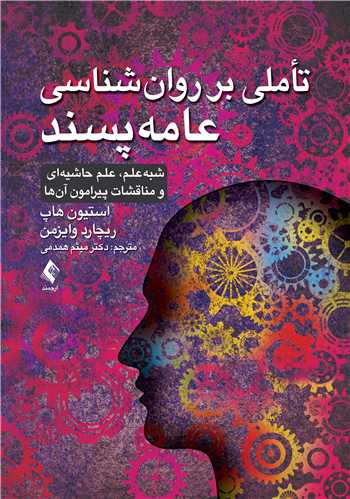 تأملی بر روان‌شناسی
عامه‌پسند
شبه‌علم، علم حاشیه‌ای
و مناقشات پیرامون آن‌ها
استیون هاپ
ریچارد وایزمن
مترجم: دکتر میثم همدمی
ارجمند